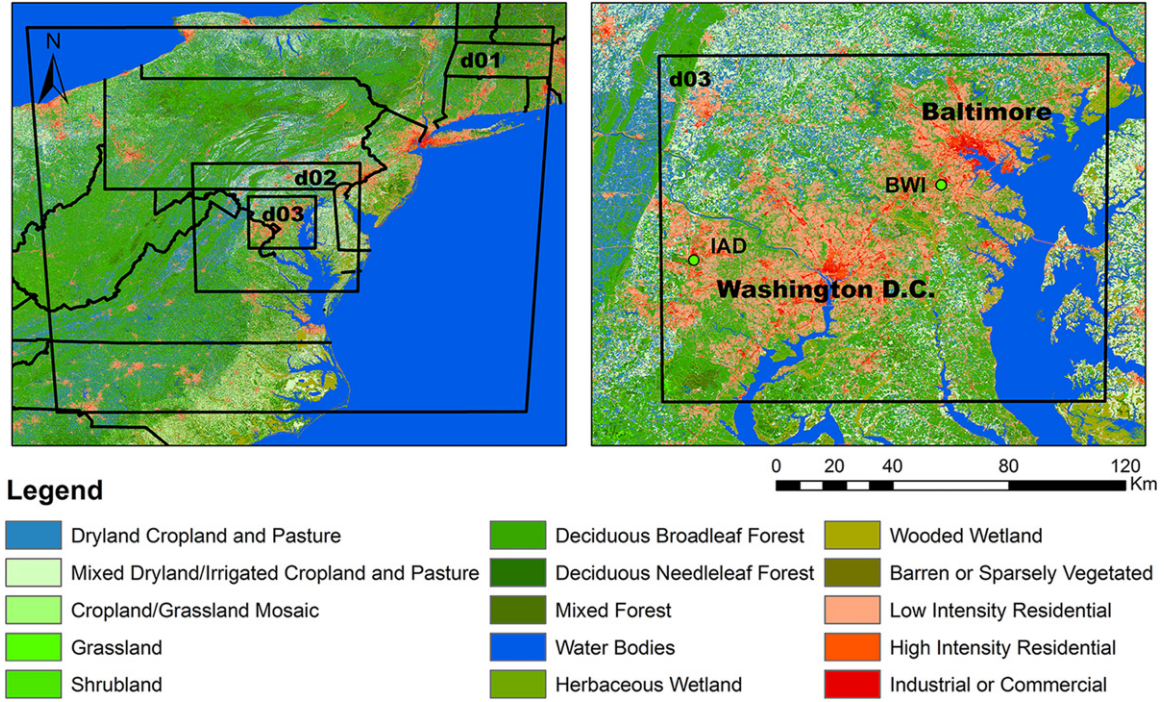 N
d01
d02
d03
d03
Baltimore
BWI
IAD
Washington D.C.
0 20 40 80 120
Km
Legend
Dryland Cropland and Pasture
Mixed Dryland/Irrigated Cropland and Pasture
Cropland/Grassland Mosaic
Grassland
Shrubland
Deciduous Broadleaf Forest
Deciduous Needleleaf Forest
Mixed Forest
Water Bodies
Herbaceous Wetland
Wooded Wetland
Barren or Sparsely Vegetated
Low Intensity Residential
High Intensity Residential
Industrial or Commercial